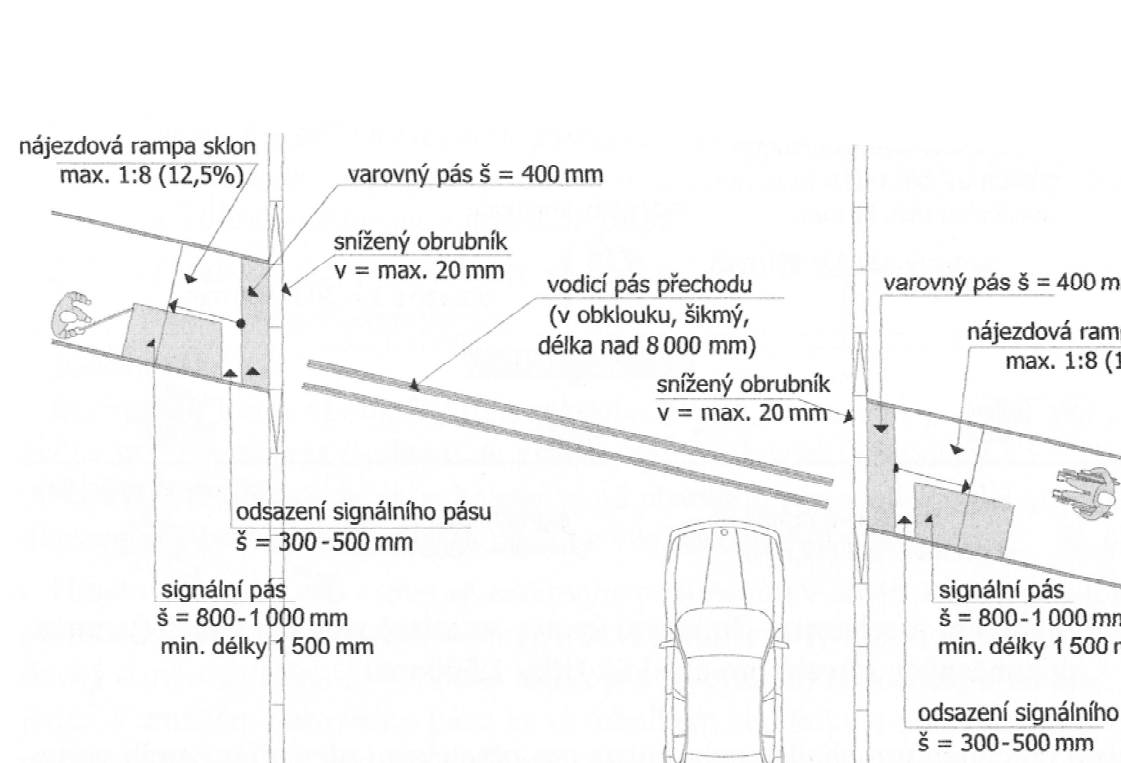 nájezdová rampa sklon
max. 1:8 (12,5%)
varovný pás š = 400 mm
snížený obrubník
v = max. 20 mm
vodicí pás přechodu
(v obklouku, šikmý,
délka nad 8 000 mm)
varovný pás š = 400 m
nájezdová ramp
max. 1:8 (1
snížený obrubník
v = max. 20 mm
odsazení signálního pásu
š = 300-500 mm
signální pás
š = 800-1 000 mm
min. délky 1 500 mm
signální pás
š = 800-1 000 mm
min. délky 1 500 m
odsazení signálního
š = 300-500 mm